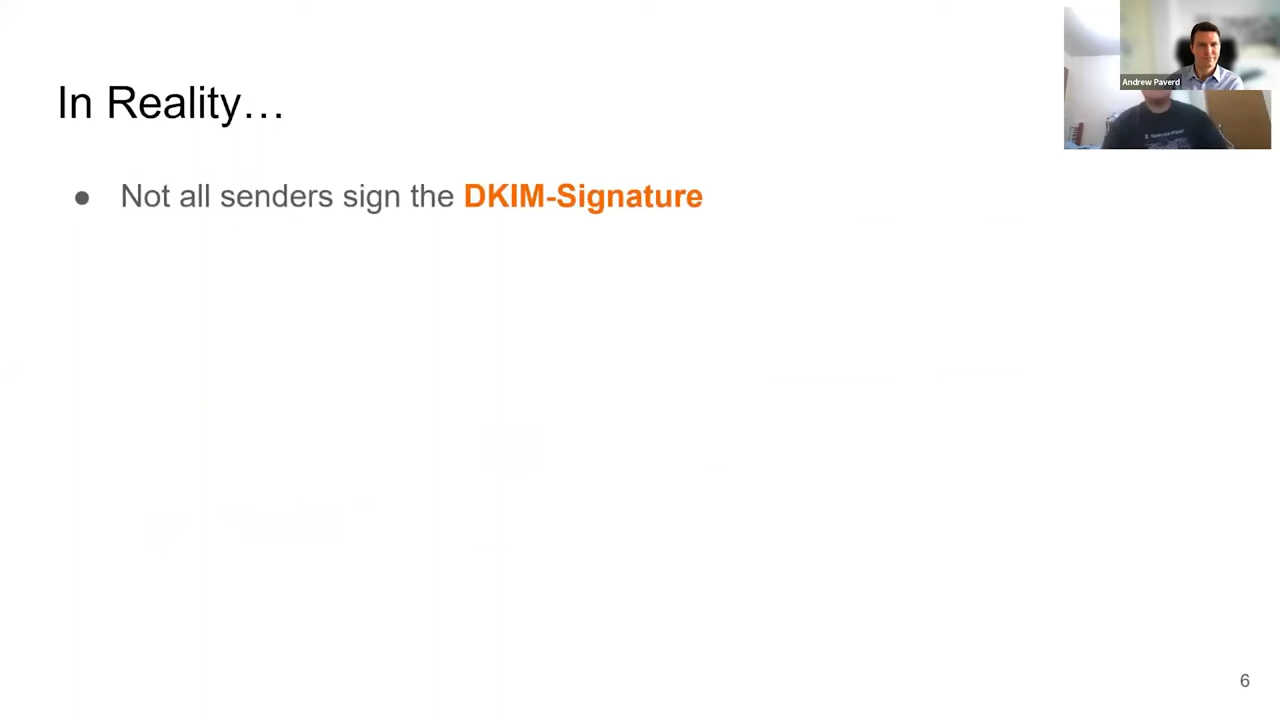 Andrew Paverd
In Reality…
● Not all senders sign the DKIM-Signature
6